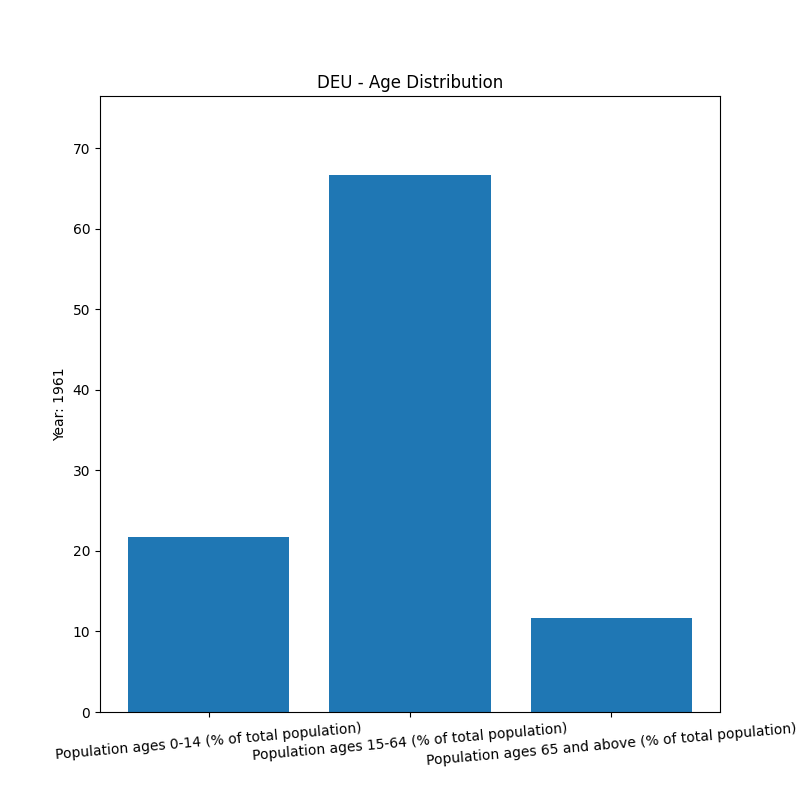 DEU - Age Distribution
Year: 1961
70
60
50
40
30
20
10
0
Population ages 0-14 (% of total population)
Population ages 15-64 (% of total population)
Population ages 65 and above (% of total population)